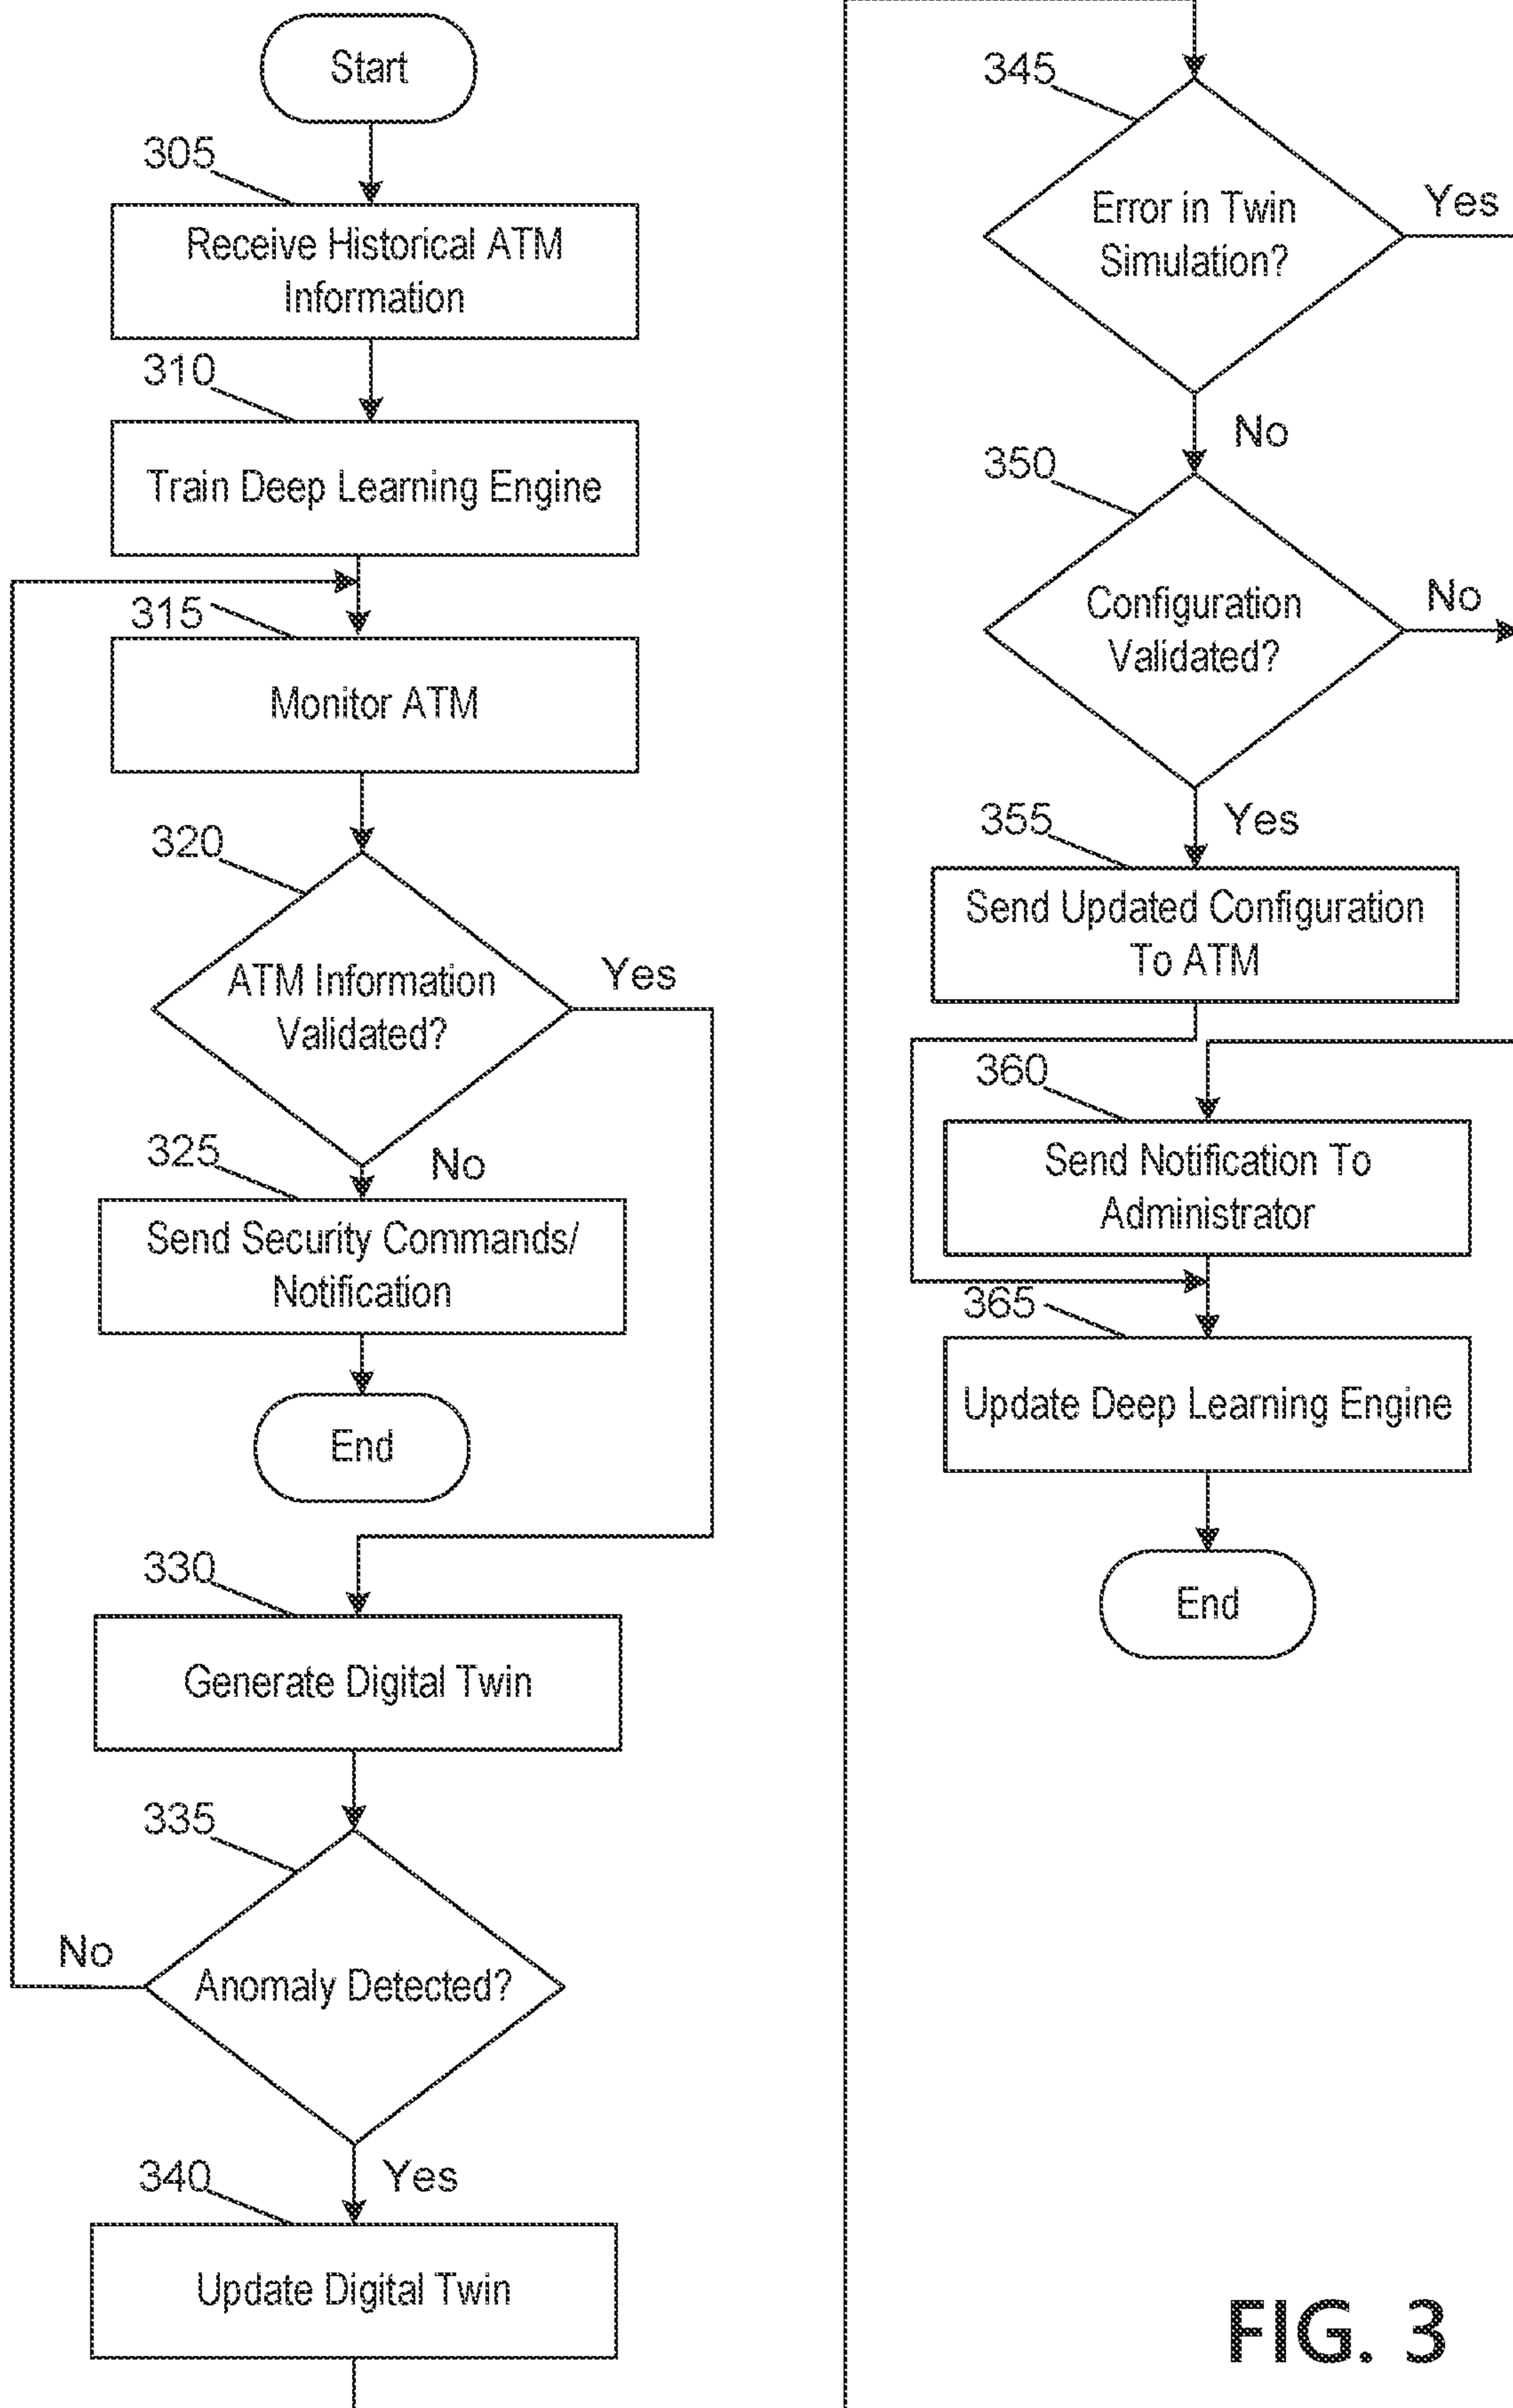 Start
305
Receive Historical ATM
Information
310
Train Deep Learning Engine
315
Monitor ATM
320
ATM Information
Validated?
Yes
325
No
Send Security Commands/
Notification
End
330
Generate Digital Twin
335
No
Anomaly Detected?
340
Yes
Update Digital Twin
345
Error in Twin
Simulation?
Yes
No
350
Configuration
Validated?
No
355
Yes
Send Updated Configuration
To ATM
360
Send Notification To
Administrator
365
Update Deep Learning Engine
End
FIG. 3